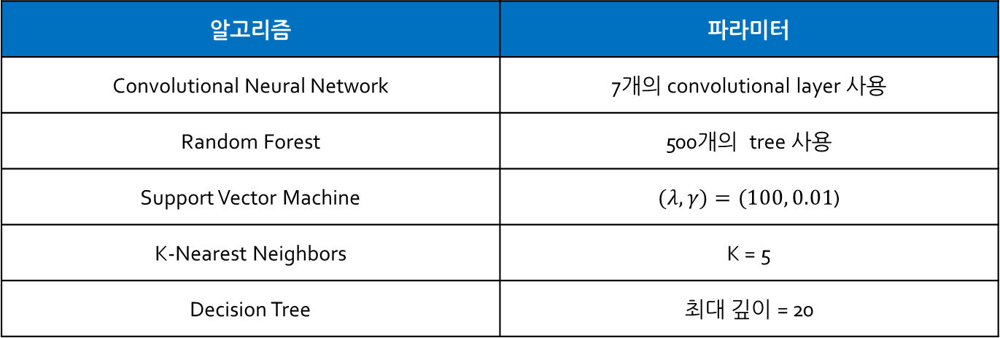 알고리즘 파라미터
Convolutional Neural Network 7개의 convolutional layer 사용
Random Forest 500개의 tree 사용
Support Vector Machine (λ, γ) = (100, 0.01)
K-Nearest Neighbors K = 5
Decision Tree 최대 깊이 = 20